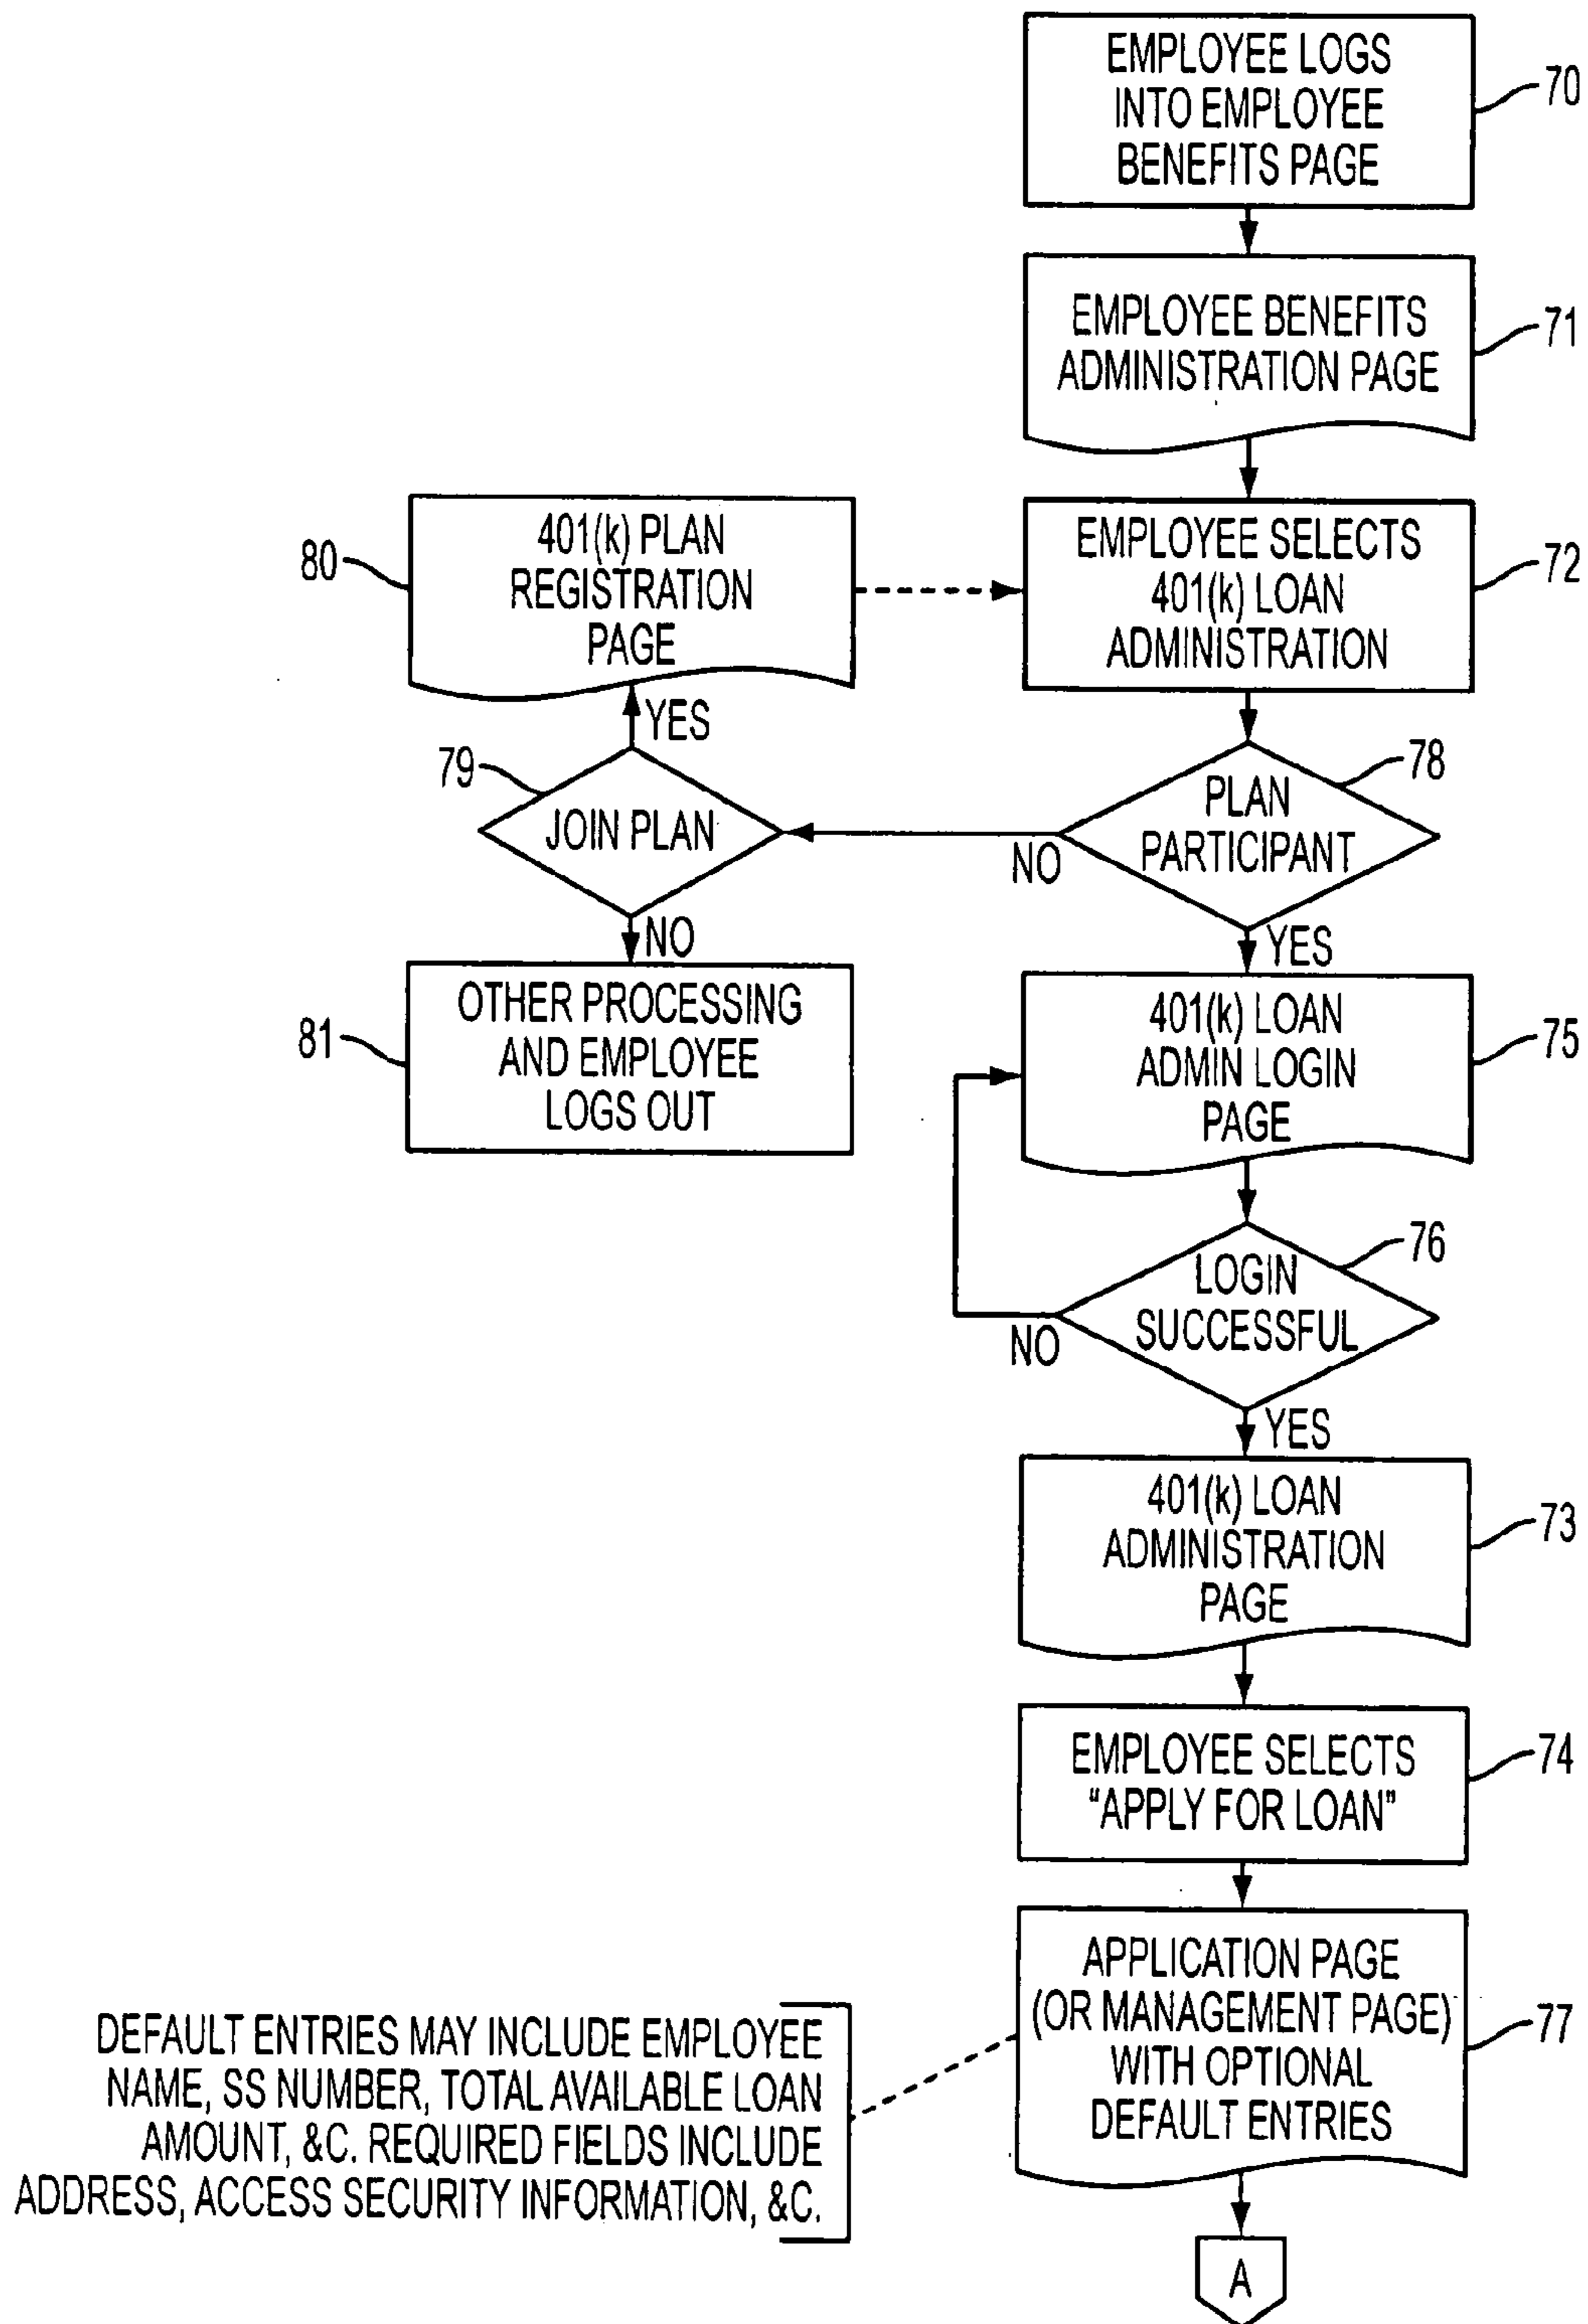 EMPLOYEE LOGS
INTO EMPLOYEE
BENEFITS PAGE
70
EMPLOYEE BENEFITS
ADMINISTRATION PAGE
71
80
401(k) PLAN
REGISTRATION
PAGE
EMPLOYEE SELECTS
401(k) LOAN
ADMINISTRATION
72
YES
79
JOIN PLAN
NO
78
PLAN
PARTICIPANT
NO
YES
81
OTHER PROCESSING
AND EMPLOYEE
LOGS OUT
401(k) LOAN
ADMIN LOGIN
PAGE
75
76
LOGIN
SUCCESSFUL
NO
YES
401(k) LOAN
ADMINISTRATION
PAGE
73
EMPLOYEE SELECTS
“APPLY FOR LOAN”
74
APPLICATION PAGE
(OR MANAGEMENT PAGE)
WITH OPTIONAL
DEFAULT ENTRIES
77
DEFAULT ENTRIES MAY INCLUDE EMPLOYEE
NAME, SS NUMBER, TOTAL AVAILABLE LOAN
AMOUNT, &C. REQUIRED FIELDS INCLUDE
ADDRESS, ACCESS SECURITY INFORMATION, &C.
A